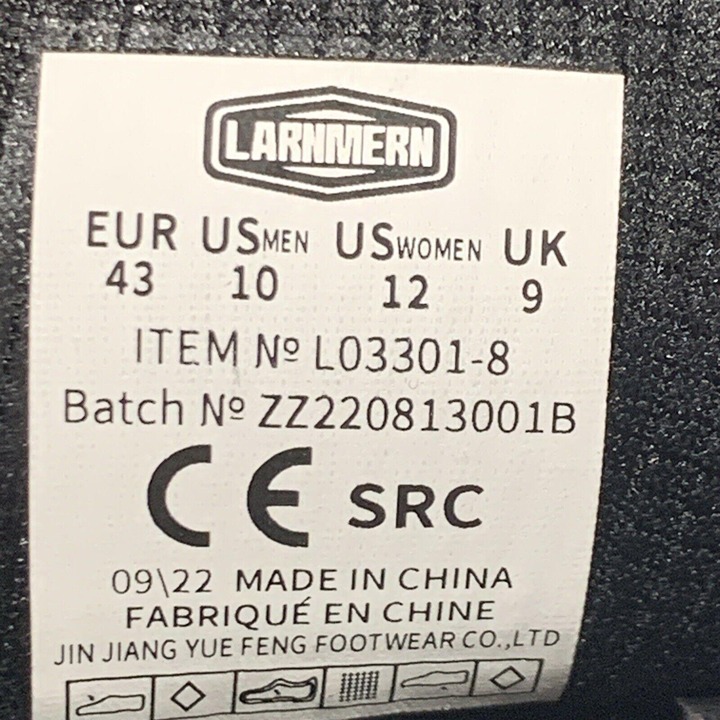 LARNMERN
EUR USMEN USWOMEN UK
43 10 12 9
ITEM Nº L03301-8
Batch Nº ZZ220813001B
CE SRC
09\22 MADE IN CHINA
FABRIQUÉ EN CHINE
JIN JIANG YUE FENG FOOTWEAR CO.,LTD